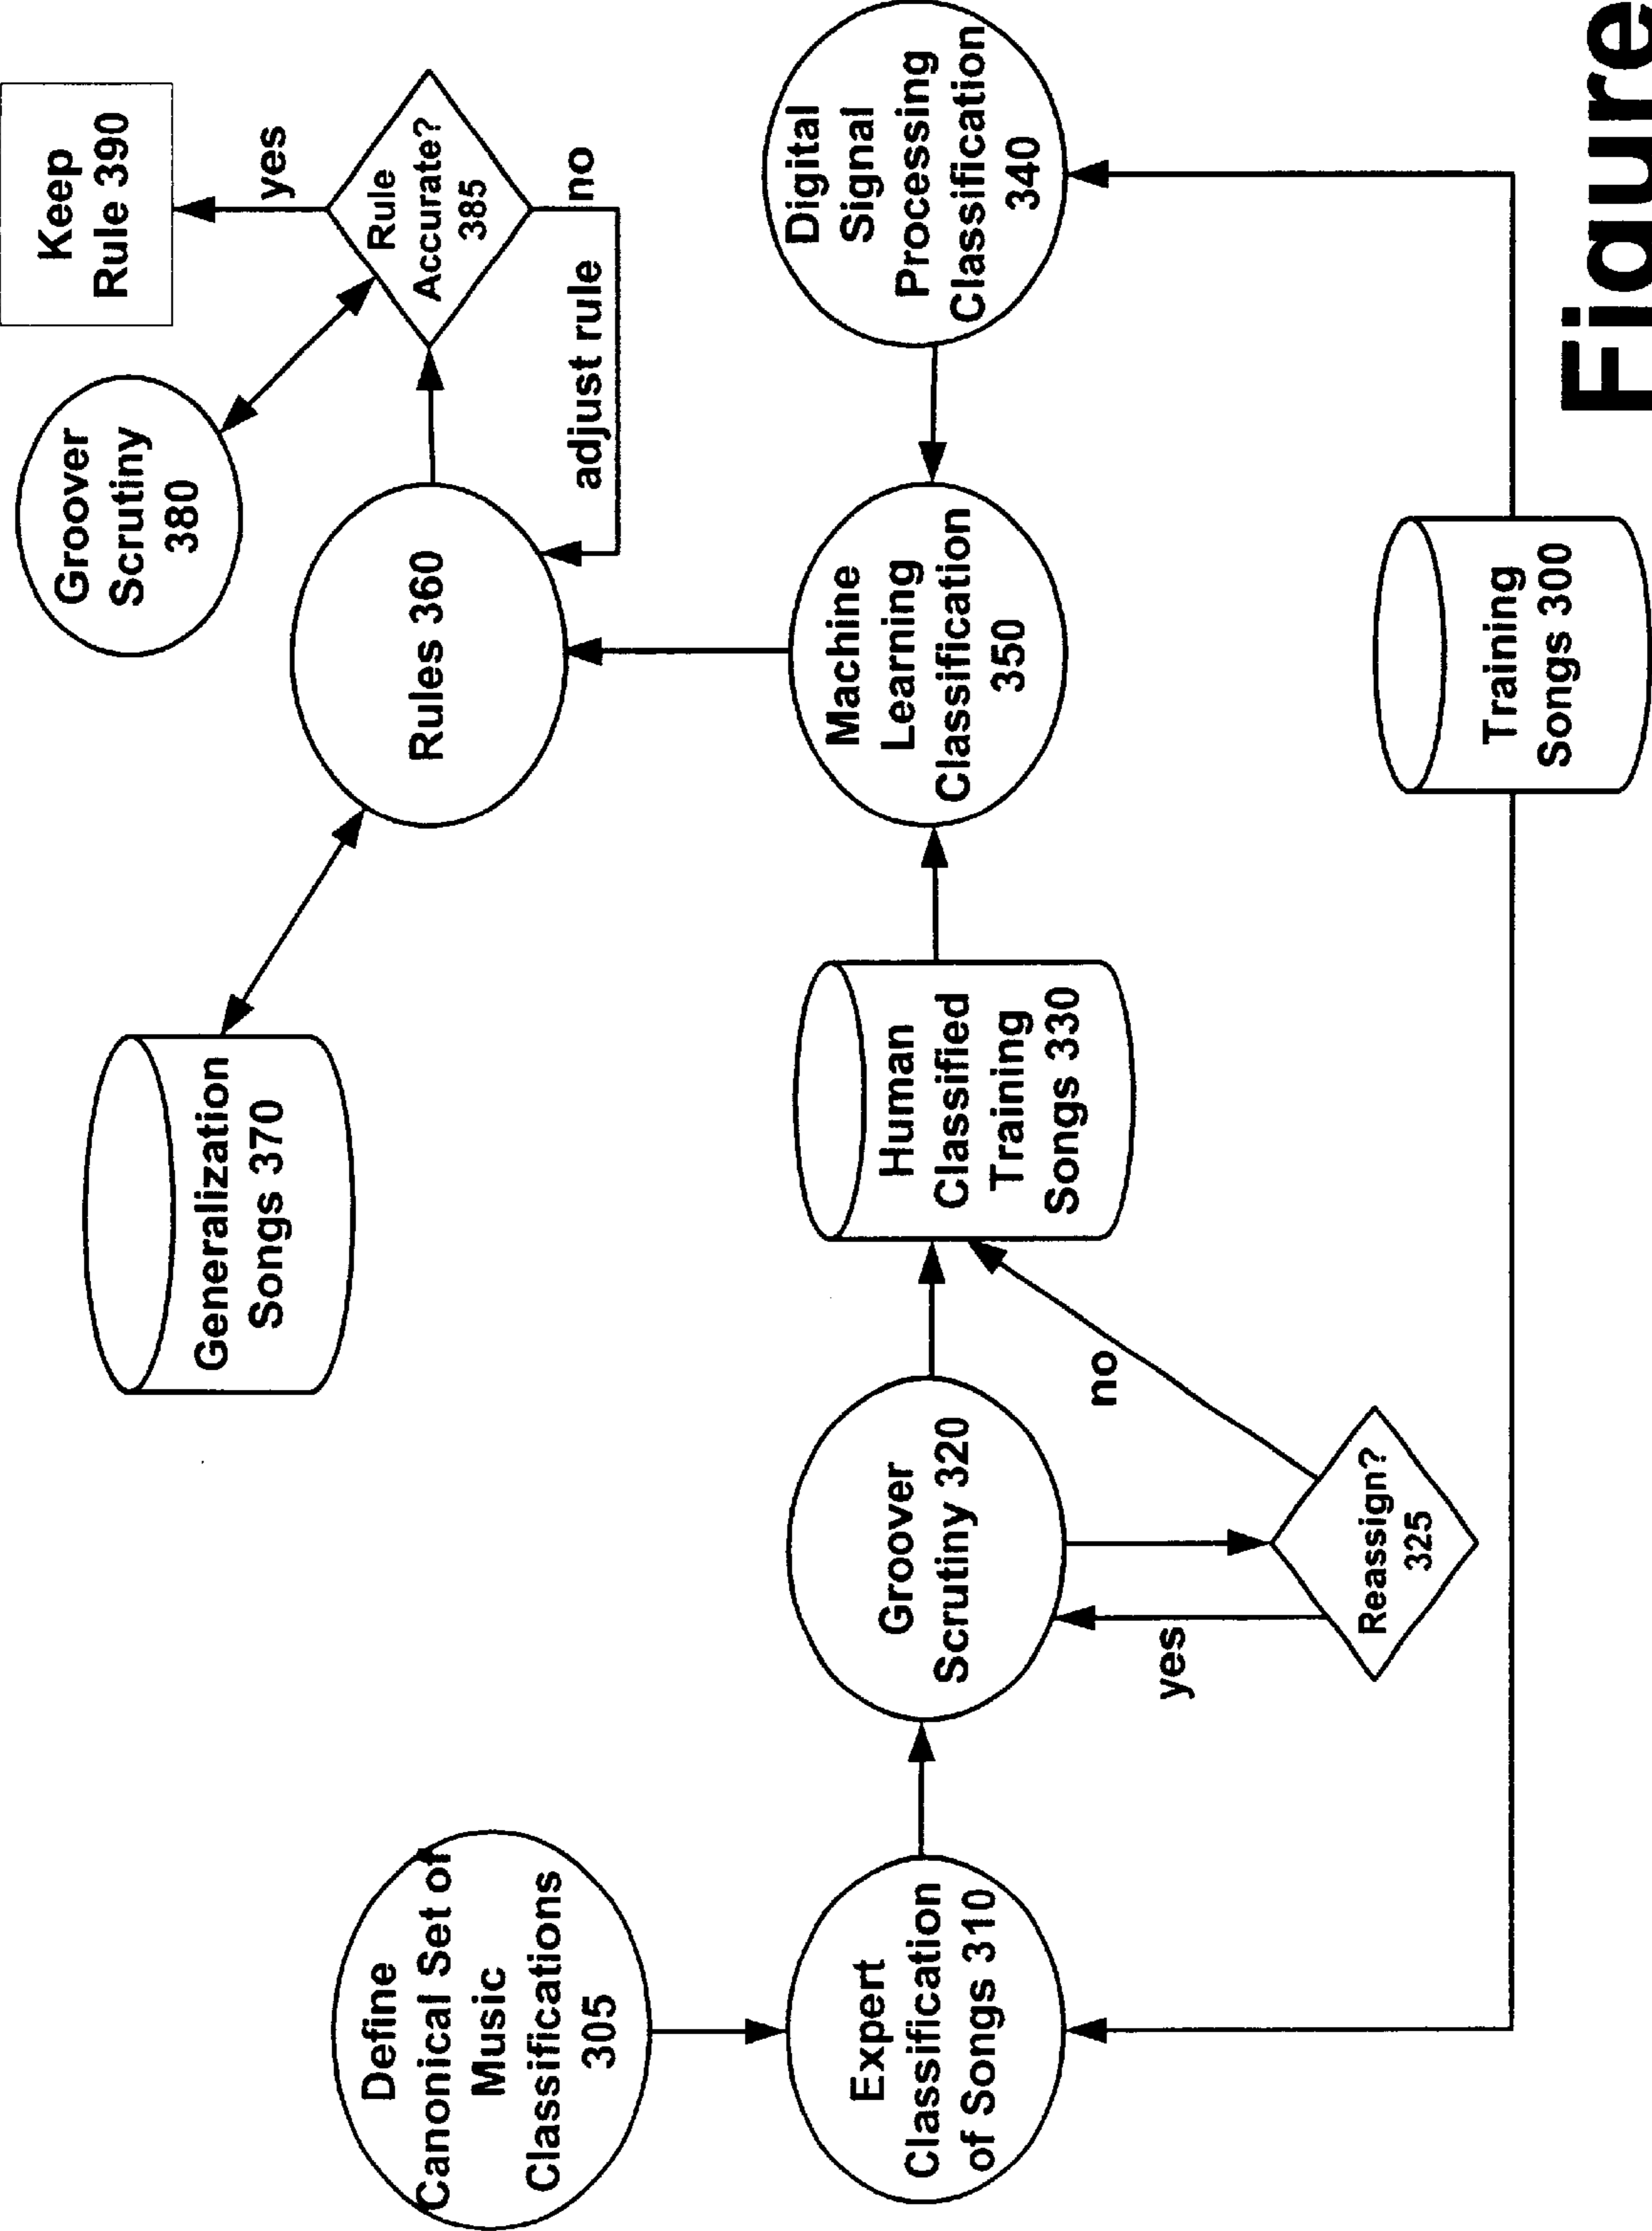 Define
Canonical Set of
Music
Classifications
305
Expert
Classification
of Songs 310
Groover
Scrutiny 320
yes
no
Reassign?
325
Human
Classified
Training
Songs 330
Generalization
Songs 370
Rules 360
Machine
Learning
Classification
350
Training
Songs 300
Groover
Scrutiny
380
Keep
Rule 390
yes
Rule
Accurate?
385
no
adjust rule
Digital
Signal
Processing
Classification
340
Figure